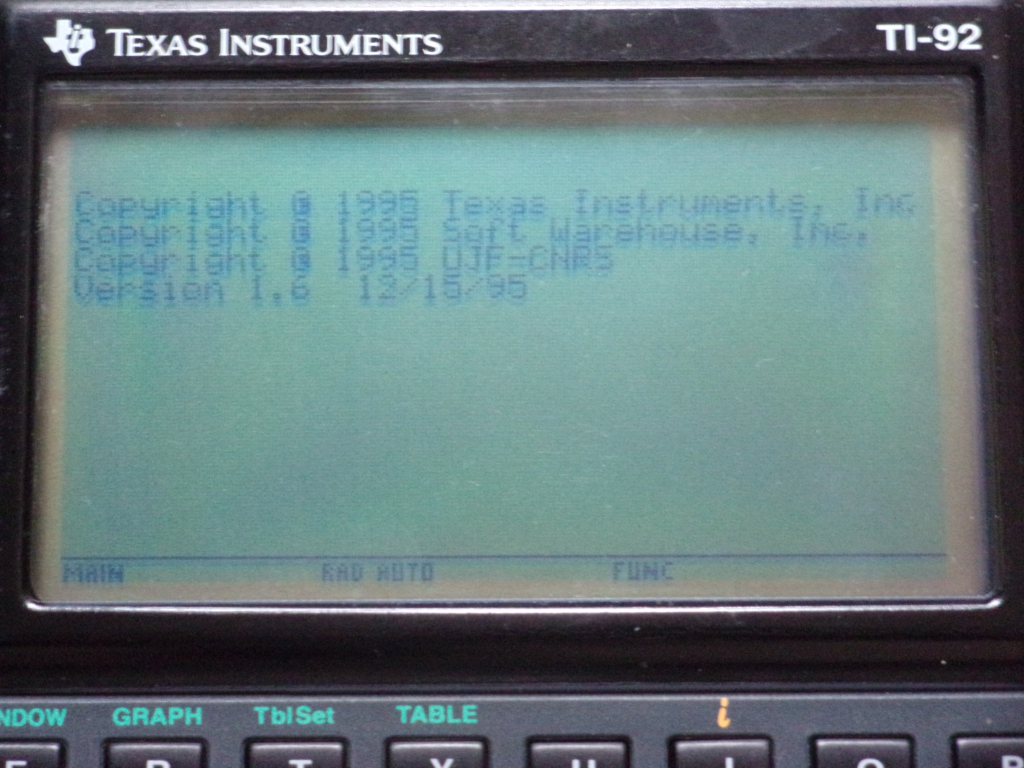 TEXAS INSTRUMENTS TI-92
Copyright © 1995 Texas Instruments, Inc
Copyright © 1995 Soft Warehouse, Inc.
Copyright © 1995 UJF-CNRS
Version 1.6 12/15/95
MAIN RAD AUTO FUNC
NDOW GRAPH TblSet TABLE i
E R T Y U I O P